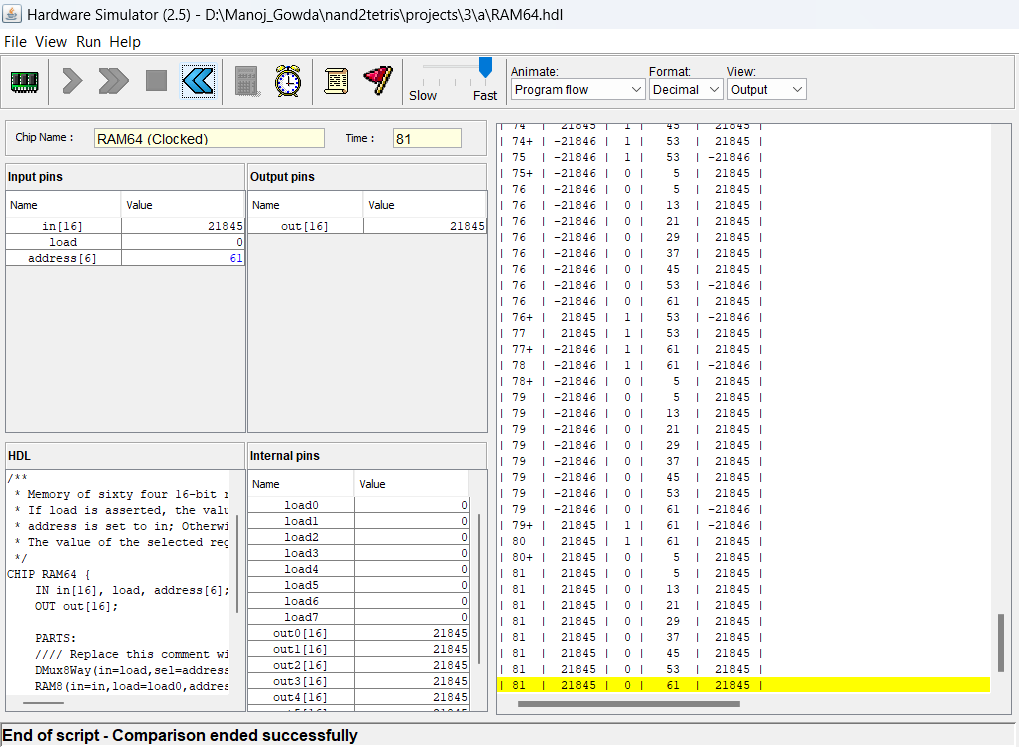 Hardware Simulator (2.5) - D:\Manoj_Gowda\nand2tetris\projects\3\a\RAM64.hdl
File View Run Help
Slow Fast
Animate: Format: View:
Program flow Decimal Output
Chip Name : RAM64 (Clocked) Time : 81
Input pins
Name Value
in[16] 21845
load 0
address[6] 61
Output pins
Name Value
out[16] 21845
HDL
/**
* Memory of sixty four 16-bit r
* If load is asserted, the valu
* address is set to in; Otherwi
* The value of the selected reg
*/
CHIP RAM64 {
IN in[16], load, address[6];
OUT out[16];
PARTS:
//// Replace this comment wi
DMux8Way(in=load,sel=address
RAM8(in=in,load=load0,addres
Internal pins
Name Value
load0 0
load1 0
load2 0
load3 0
load4 0
load5 0
load6 0
load7 0
out0[16] 21845
out1[16] 21845
out2[16] 21845
out3[16] 21845
out4[16] 21845
| 74 | 21845 | 1 | 45 | 21845 |
| 74+ | -21846 | 1 | 53 | 21845 |
| 75 | -21846 | 1 | 53 | -21846 |
| 75+ | -21846 | 0 | 5 | 21845 |
| 76 | -21846 | 0 | 5 | 21845 |
| 76 | -21846 | 0 | 13 | 21845 |
| 76 | -21846 | 0 | 21 | 21845 |
| 76 | -21846 | 0 | 29 | 21845 |
| 76 | -21846 | 0 | 37 | 21845 |
| 76 | -21846 | 0 | 45 | 21845 |
| 76 | -21846 | 0 | 53 | -21846 |
| 76 | -21846 | 0 | 61 | 21845 |
| 76+ | 21845 | 1 | 53 | -21846 |
| 77 | 21845 | 1 | 53 | 21845 |
| 77+ | -21846 | 1 | 61 | 21845 |
| 78 | -21846 | 1 | 61 | -21846 |
| 78+ | -21846 | 0 | 5 | 21845 |
| 79 | -21846 | 0 | 5 | 21845 |
| 79 | -21846 | 0 | 13 | 21845 |
| 79 | -21846 | 0 | 21 | 21845 |
| 79 | -21846 | 0 | 29 | 21845 |
| 79 | -21846 | 0 | 37 | 21845 |
| 79 | -21846 | 0 | 45 | 21845 |
| 79 | -21846 | 0 | 53 | 21845 |
| 79 | -21846 | 0 | 61 | -21846 |
| 79+ | 21845 | 1 | 61 | -21846 |
| 80 | 21845 | 1 | 61 | 21845 |
| 80+ | 21845 | 0 | 5 | 21845 |
| 81 | 21845 | 0 | 5 | 21845 |
| 81 | 21845 | 0 | 13 | 21845 |
| 81 | 21845 | 0 | 21 | 21845 |
| 81 | 21845 | 0 | 29 | 21845 |
| 81 | 21845 | 0 | 37 | 21845 |
| 81 | 21845 | 0 | 45 | 21845 |
| 81 | 21845 | 0 | 53 | 21845 |
| 81 | 21845 | 0 | 61 | 21845 |
End of script - Comparison ended successfully